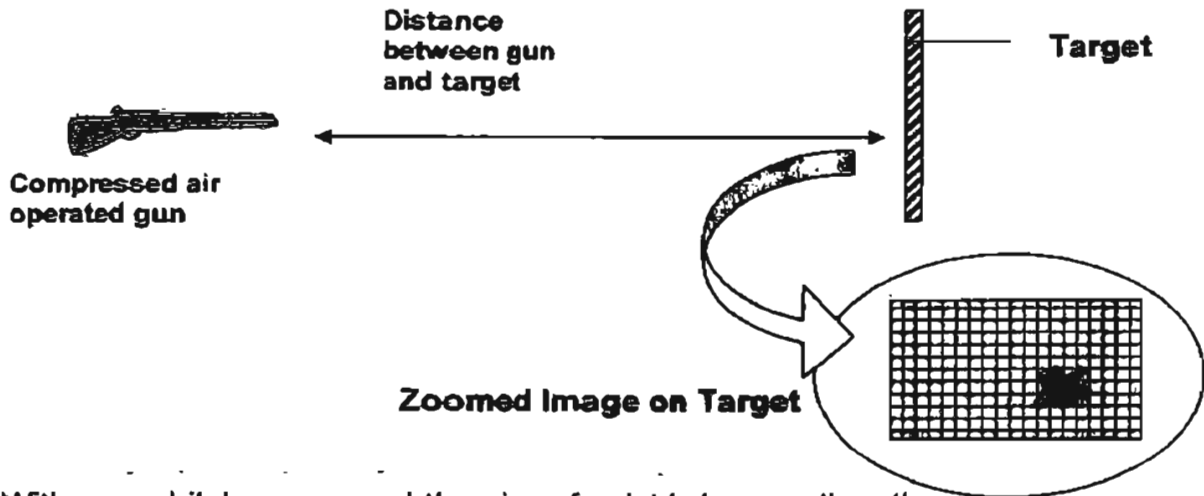 Distance
between gun
and target
Target
Compressed air
operated gun
Zoomed Image on Target